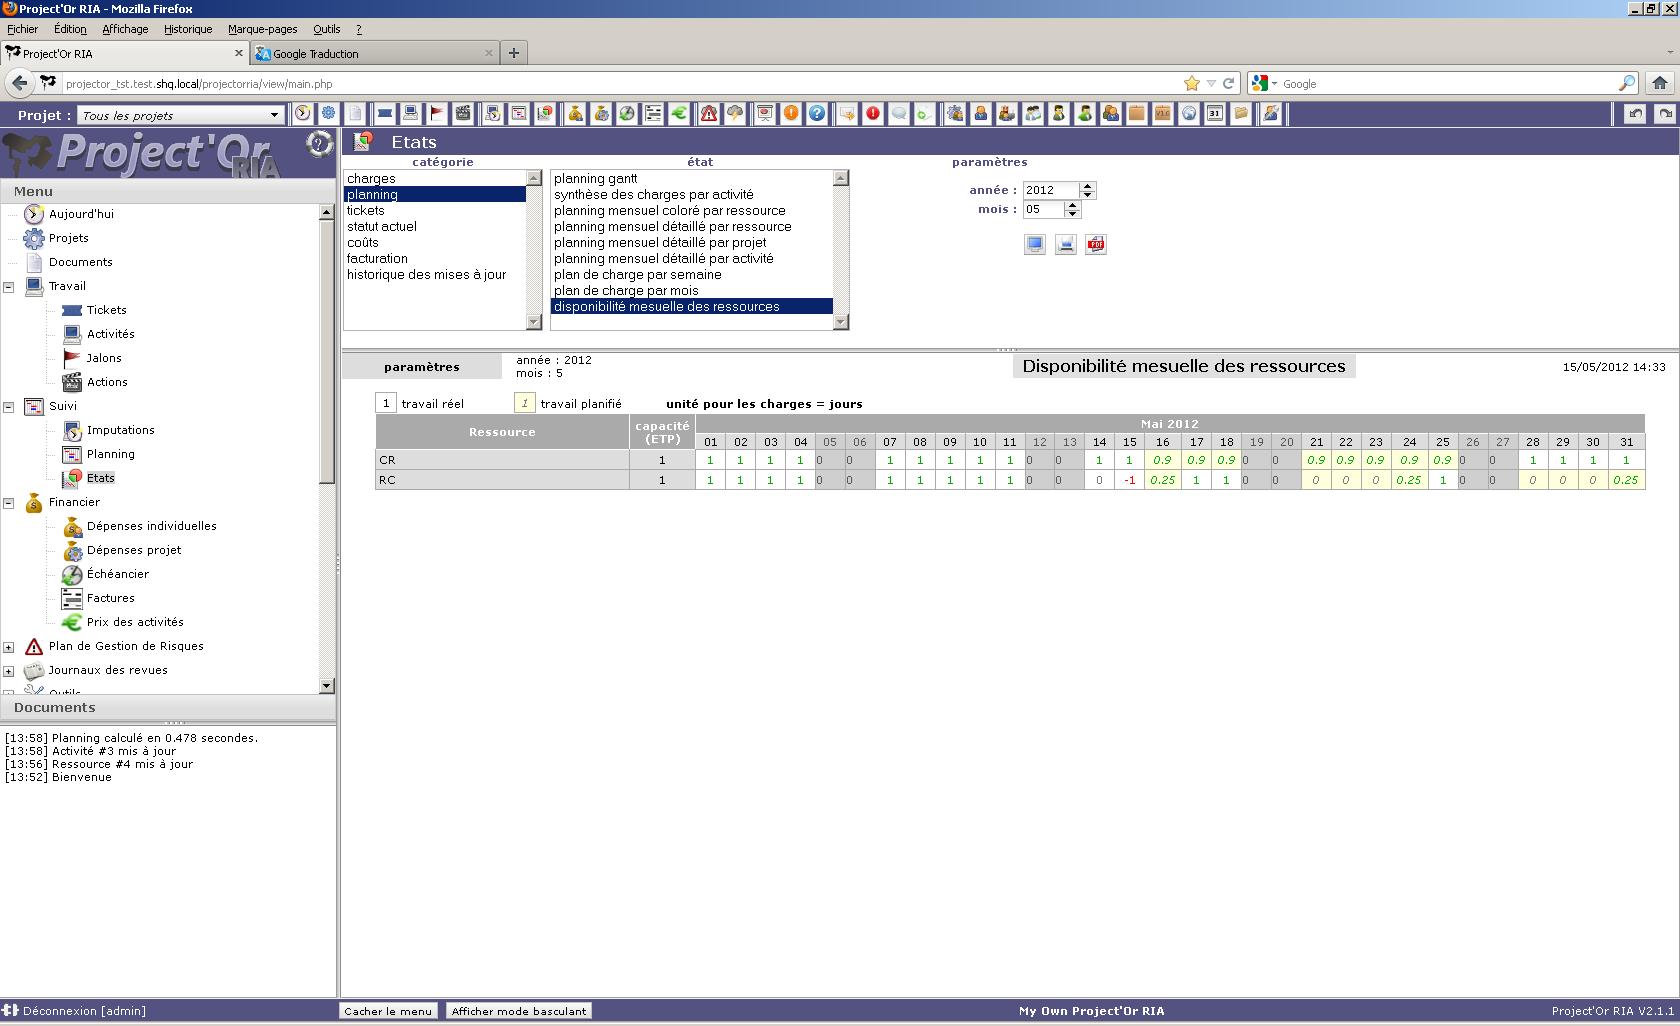 Project'Or RIA - Mozilla Firefox
Fichier Édition Affichage Historique Marque-pages Outils ?
Project'Or RIA Google Traduction
projector_tst.test.shq.local/projectorria/view/main.php Google
Projet : Tous les projets
Project'Or RIA
Menu
Aujourd'hui
Projets
Documents
Travail
Tickets
Activités
Jalons
Actions
Suivi
Imputations
Planning
Etats
Financier
Dépenses individuelles
Dépenses projet
Échéancier
Factures
Prix des activités
Plan de Gestion de Risques
Journaux des revues
Outils
Documents
[13:58] Planning calculé en 0.478 secondes.
[13:58] Activité #3 mis à jour
[13:56] Ressource #4 mis à jour
[13:52] Bienvenue
Etats
catégorie état paramètres
charges
planning
tickets
statut actuel
coûts
facturation
historique des mises à jour
planning gantt
synthèse des charges par activité
planning mensuel coloré par ressource
planning mensuel détaillé par ressource
planning mensuel détaillé par projet
planning mensuel détaillé par activité
plan de charge par semaine
plan de charge par mois
disponibilité mesuelle des ressources
année : 2012
mois : 05
PDF
paramètres
année : 2012
mois : 5
Disponibilité mesuelle des ressources
15/05/2012 14:33
1 travail réel 1 travail planifié unité pour les charges = jours
Ressource capacité (ETP) Mai 2012
01 02 03 04 05 06 07 08 09 10 11 12 13 14 15 16 17 18 19 20 21 22 23 24 25 26 27 28 29 30 31
CR 1 1 1 1 1 0 0 1 1 1 1 1 0 0 1 1 0.9 0.9 0.9 0 0 0.9 0.9 0.9 0.9 0.9 0 0 1 1 1 1
RC 1 1 1 1 1 0 0 1 1 1 1 1 0 0 0 -1 0.25 1 1 0 0 0 0 0 0.25 1 0 0 0 0 0 0.25
Déconnexion [admin] Cacher le menu Afficher mode basculant My Own Project'Or RIA Project'Or RIA V2.1.1